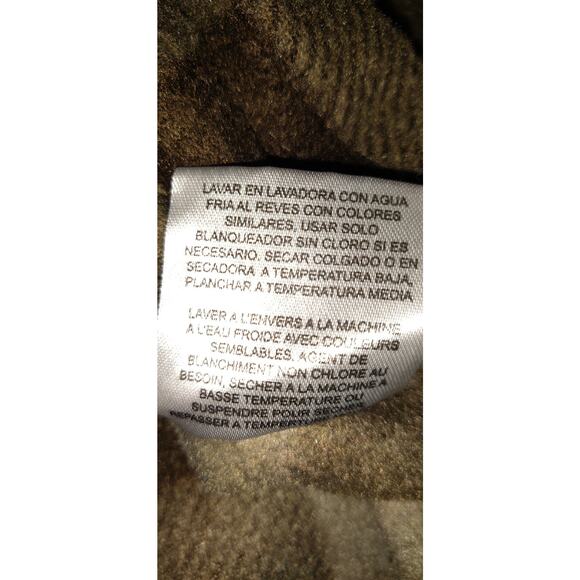 LAVAR EN LAVADORA CON AGUA
FRIA AL REVES CON COLORES
SIMILARES, USAR SOLO
BLANQUEADOR SIN CLORO SI ES
NECESARIO, SECAR COLGADO O EN
SECADORA A TEMPERATURA BAJA,
PLANCHAR A TEMPERATURA MEDIA
LAVER A L'ENVERS A LA MACHINE
A L'EAU FROIDE AVEC COULEURS
SEMBLABLES, AGENT DE
BLANCHIMENT NON CHLORE AU
BESOIN, SECHER A LA MACHINE A
BASSE TEMPERATURE OU
SUSPENDRE POUR SECHER
REPASSER A TEMPERATURE